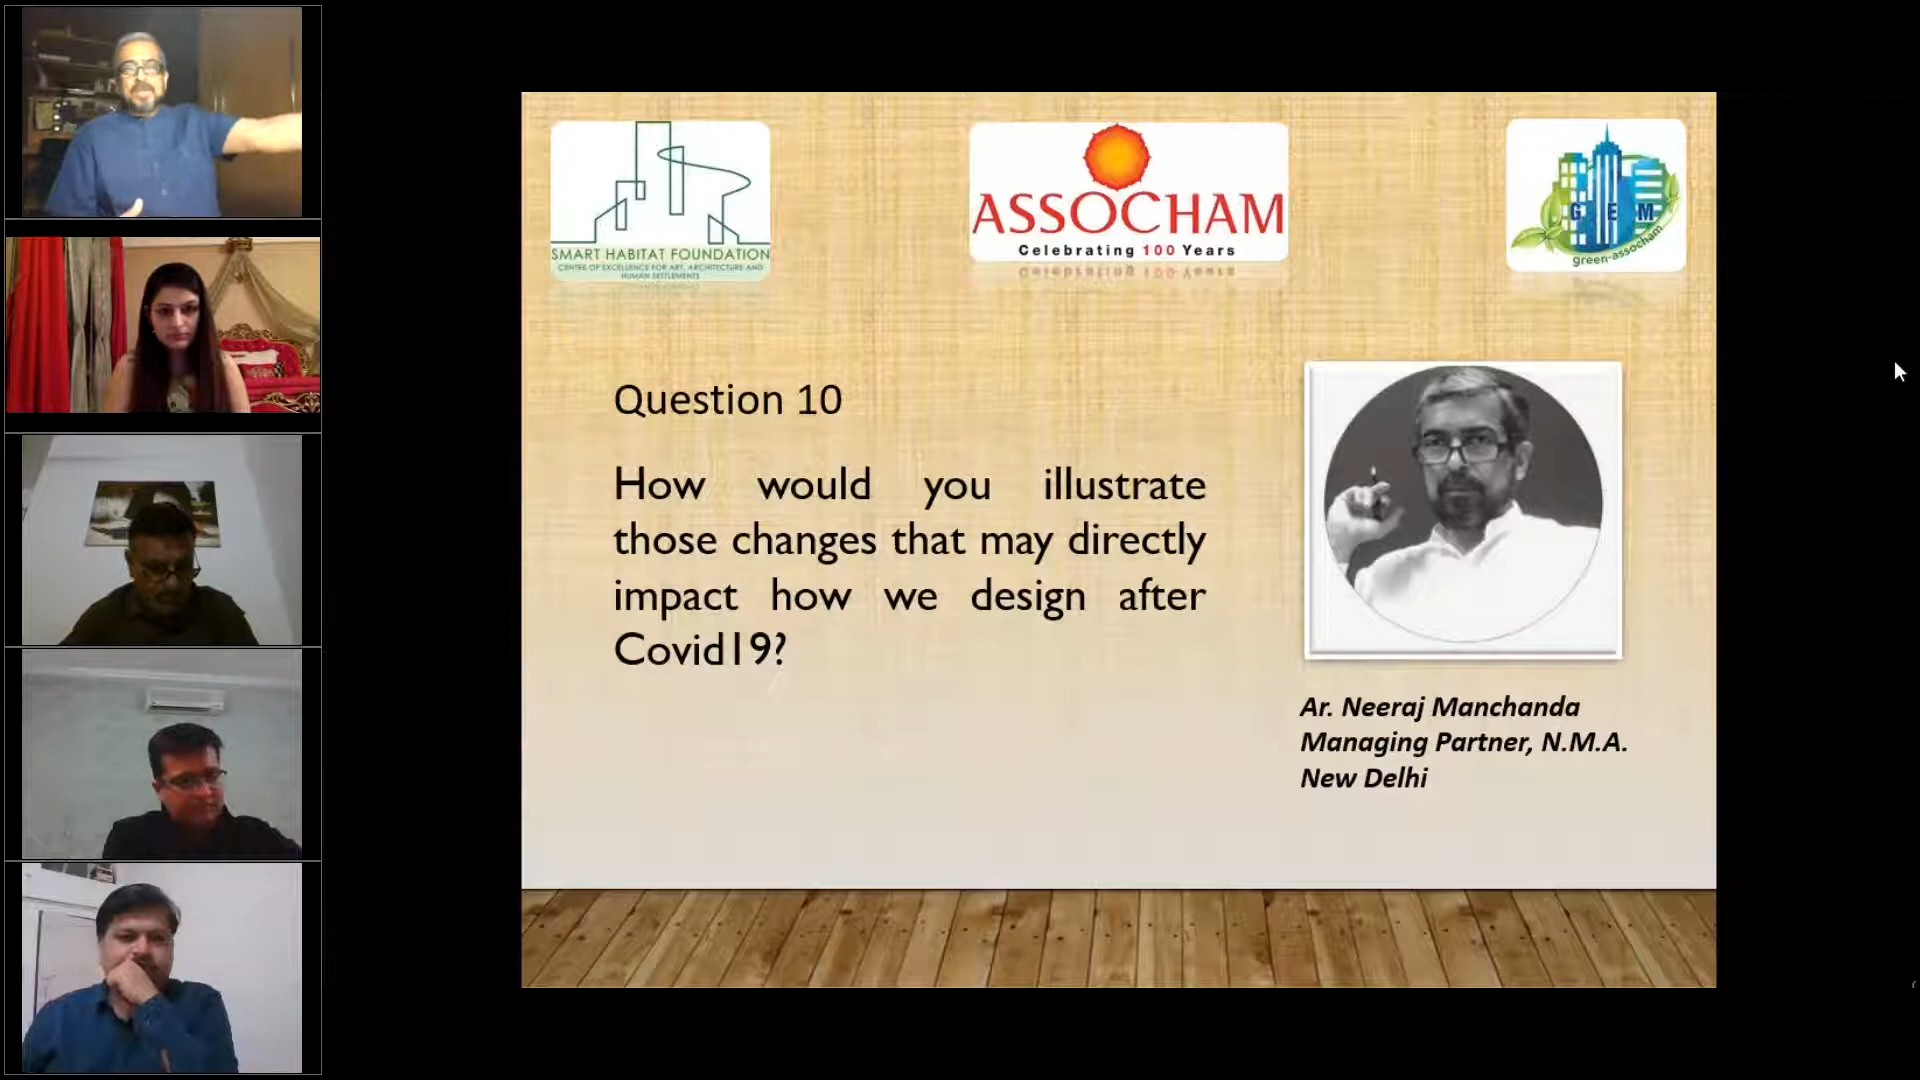 SMART HABITAT FOUNDATION
CENTRE OF EXCELLENCE FOR ART, ARCHITECTURE AND
HUMAN SETTLEMENTS
ASSOCHAM
Celebrating 100 Years
G E M
green-assocham
Question 10
How would you illustrate
those changes that may directly
impact how we design after
Covid19?
Ar. Neeraj Manchanda
Managing Partner, N.M.A.
New Delhi